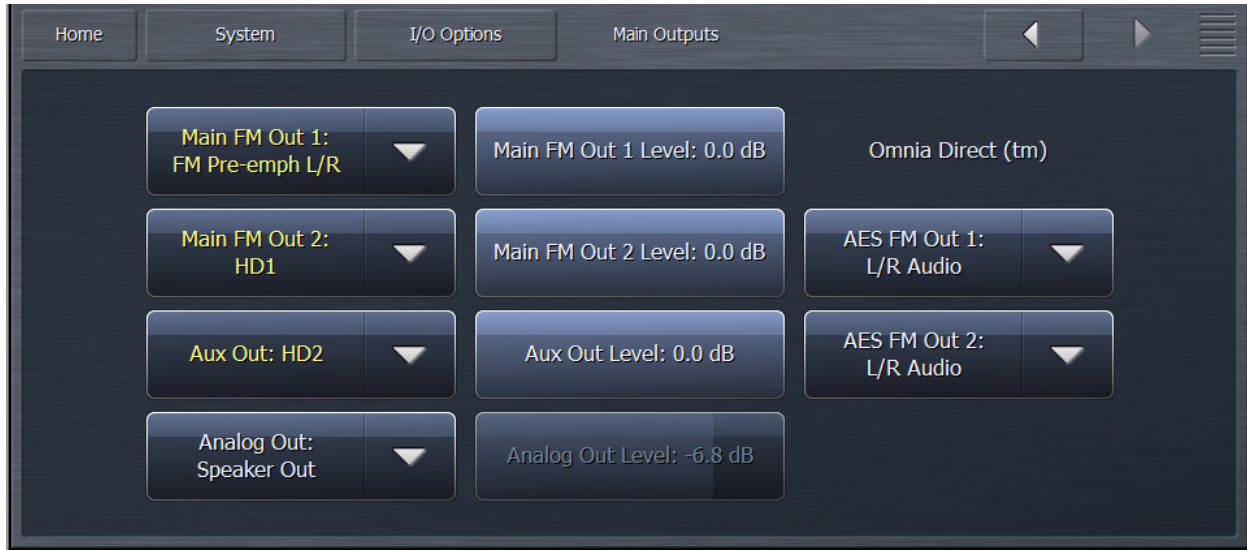 Home
System
I/O Options
Main Outputs
Main FM Out 1:
FM Pre-emph L/R
Main FM Out 1 Level: 0.0 dB
Omnia Direct (tm)
Main FM Out 2:
HD1
Main FM Out 2 Level: 0.0 dB
AES FM Out 1:
L/R Audio
Aux Out: HD2
Aux Out Level: 0.0 dB
AES FM Out 2:
L/R Audio
Analog Out:
Speaker Out
Analog Out Level: -6.8 dB